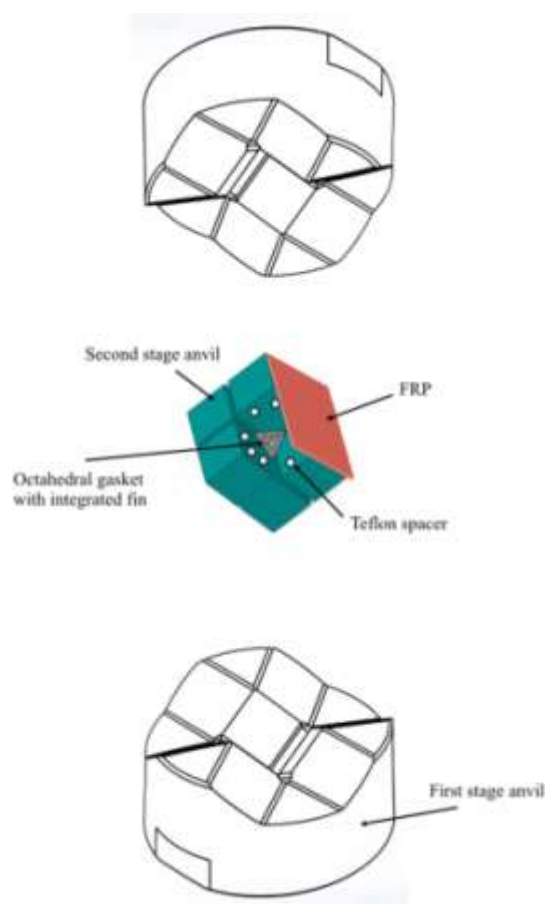 Second stage anvil
FRP
Octahedral gasket
with integrated fin
Teflon spacer
First stage anvil